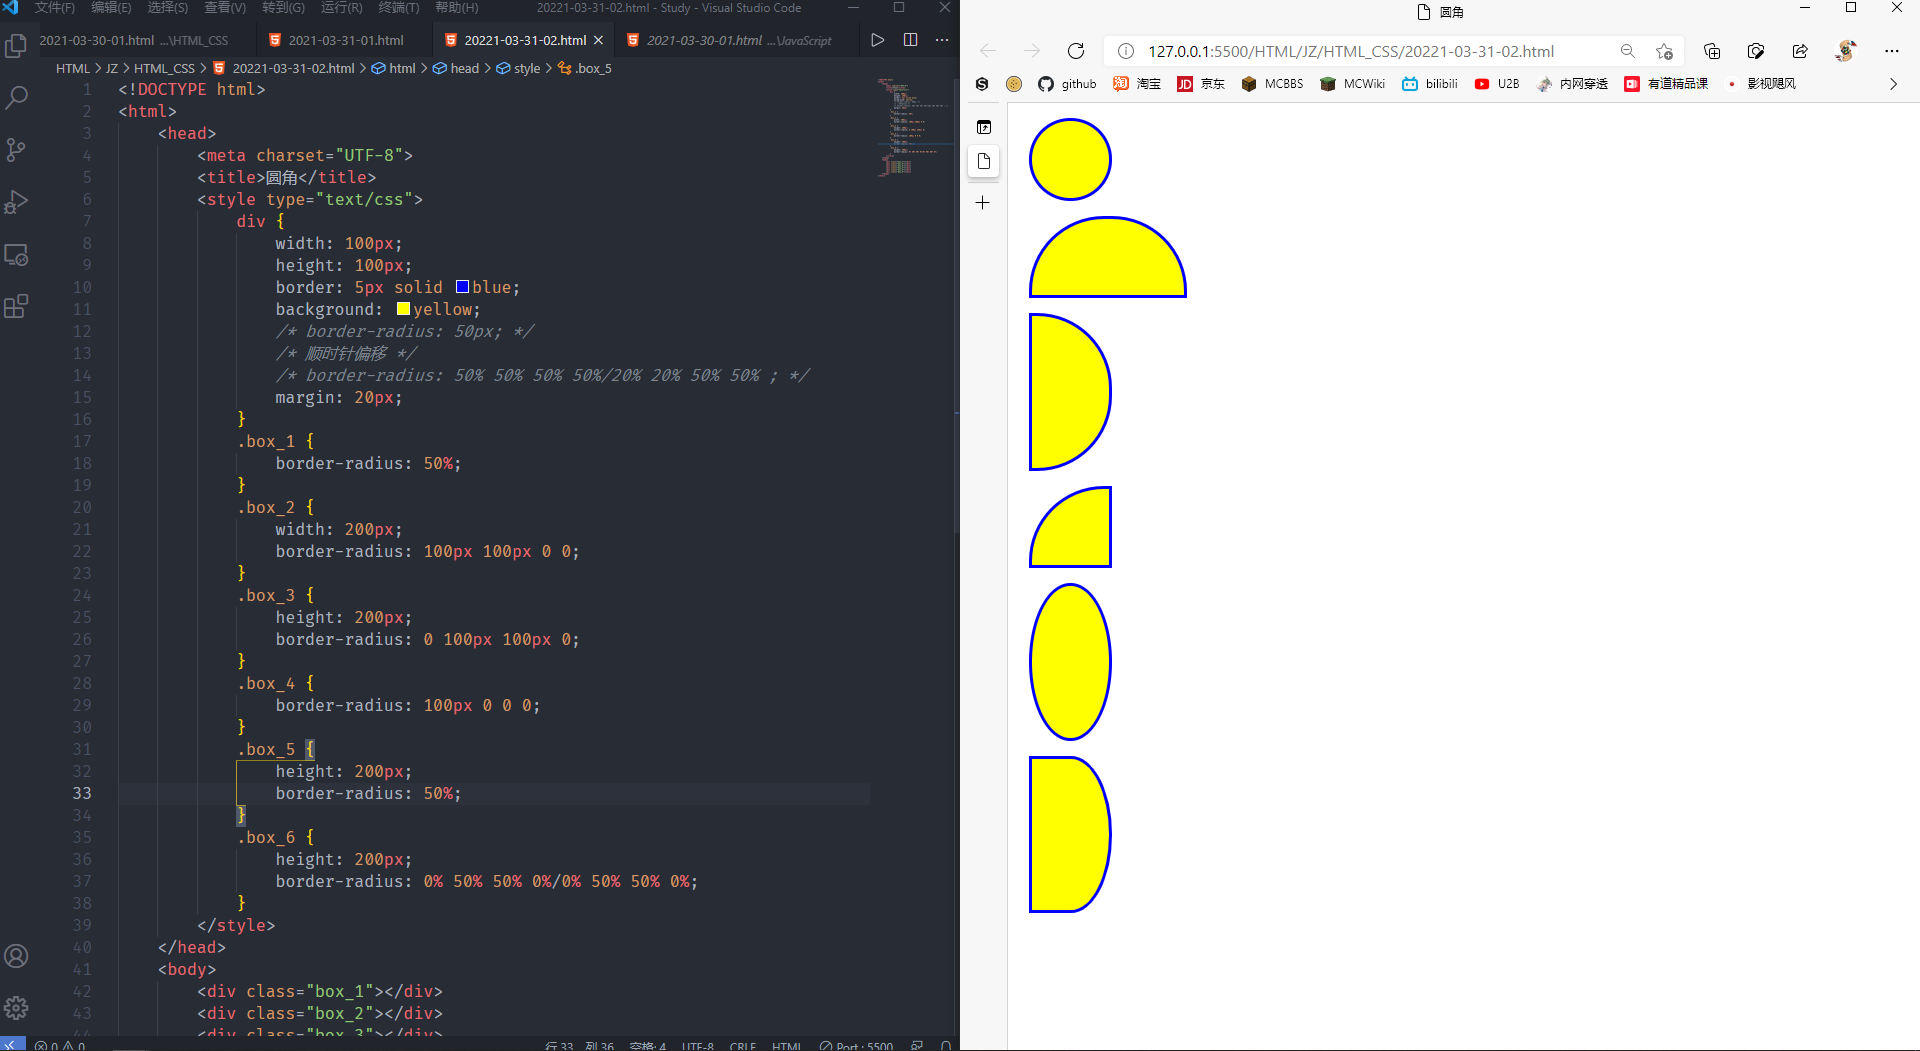 文件(F) 编辑(E) 选择(S) 查看(V) 转到(G) 运行(R) 终端(T) 帮助(H) 20221-03-31-02.html - Study - Visual Studio Code
2021-03-30-01.html ...\HTML_CSS 2021-03-31-01.html 20221-03-31-02.html 2021-03-30-01.html ...\JavaScript
HTML > JZ > HTML_CSS > 20221-03-31-02.html > html > head > style > .box_5
1 <!DOCTYPE html>
2 <html>
3 <head>
4 <meta charset="UTF-8">
5 <title>圆角</title>
6 <style type="text/css">
7 div {
8 width: 100px;
9 height: 100px;
10 border: 5px solid blue;
11 background: yellow;
12 /* border-radius: 50px; */
13 /* 顺时针偏移 */
14 /* border-radius: 50% 50% 50% 50%/20% 20% 50% 50% ; */
15 margin: 20px;
16 }
17 .box_1 {
18 border-radius: 50%;
19 }
20 .box_2 {
21 width: 200px;
22 border-radius: 100px 100px 0 0;
23 }
24 .box_3 {
25 height: 200px;
26 border-radius: 0 100px 100px 0;
27 }
28 .box_4 {
29 border-radius: 100px 0 0 0;
30 }
31 .box_5 {
32 height: 200px;
33 border-radius: 50%;
34 }
35 .box_6 {
36 height: 200px;
37 border-radius: 0% 50% 50% 0%/0% 50% 50% 0%;
38 }
39 </style>
40 </head>
41 <body>
42 <div class="box_1"></div>
43 <div class="box_2"></div>
44 <div class="box_3"></div>
0 0 行 33, 列 36 空格: 4 UTF-8 CRLF HTML Port : 5500
圆角
127.0.0.1:5500/HTML/JZ/HTML_CSS/20221-03-31-02.html
github 淘宝 京东 MCBBS MCWiki bilibili U2B 内网穿透 有道精品课 影视飓风